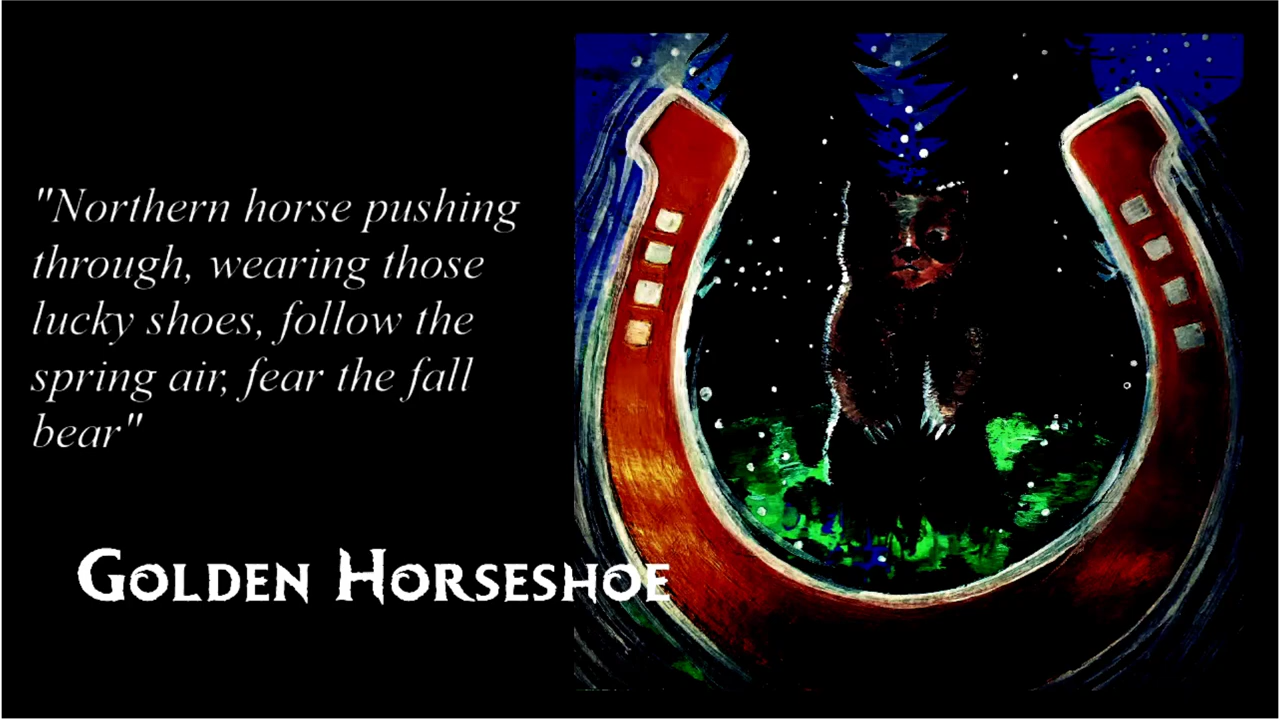 "Northern horse pushing
through, wearing those
lucky shoes, follow the
spring air, fear the fall
bear"
Golden Horseshoe